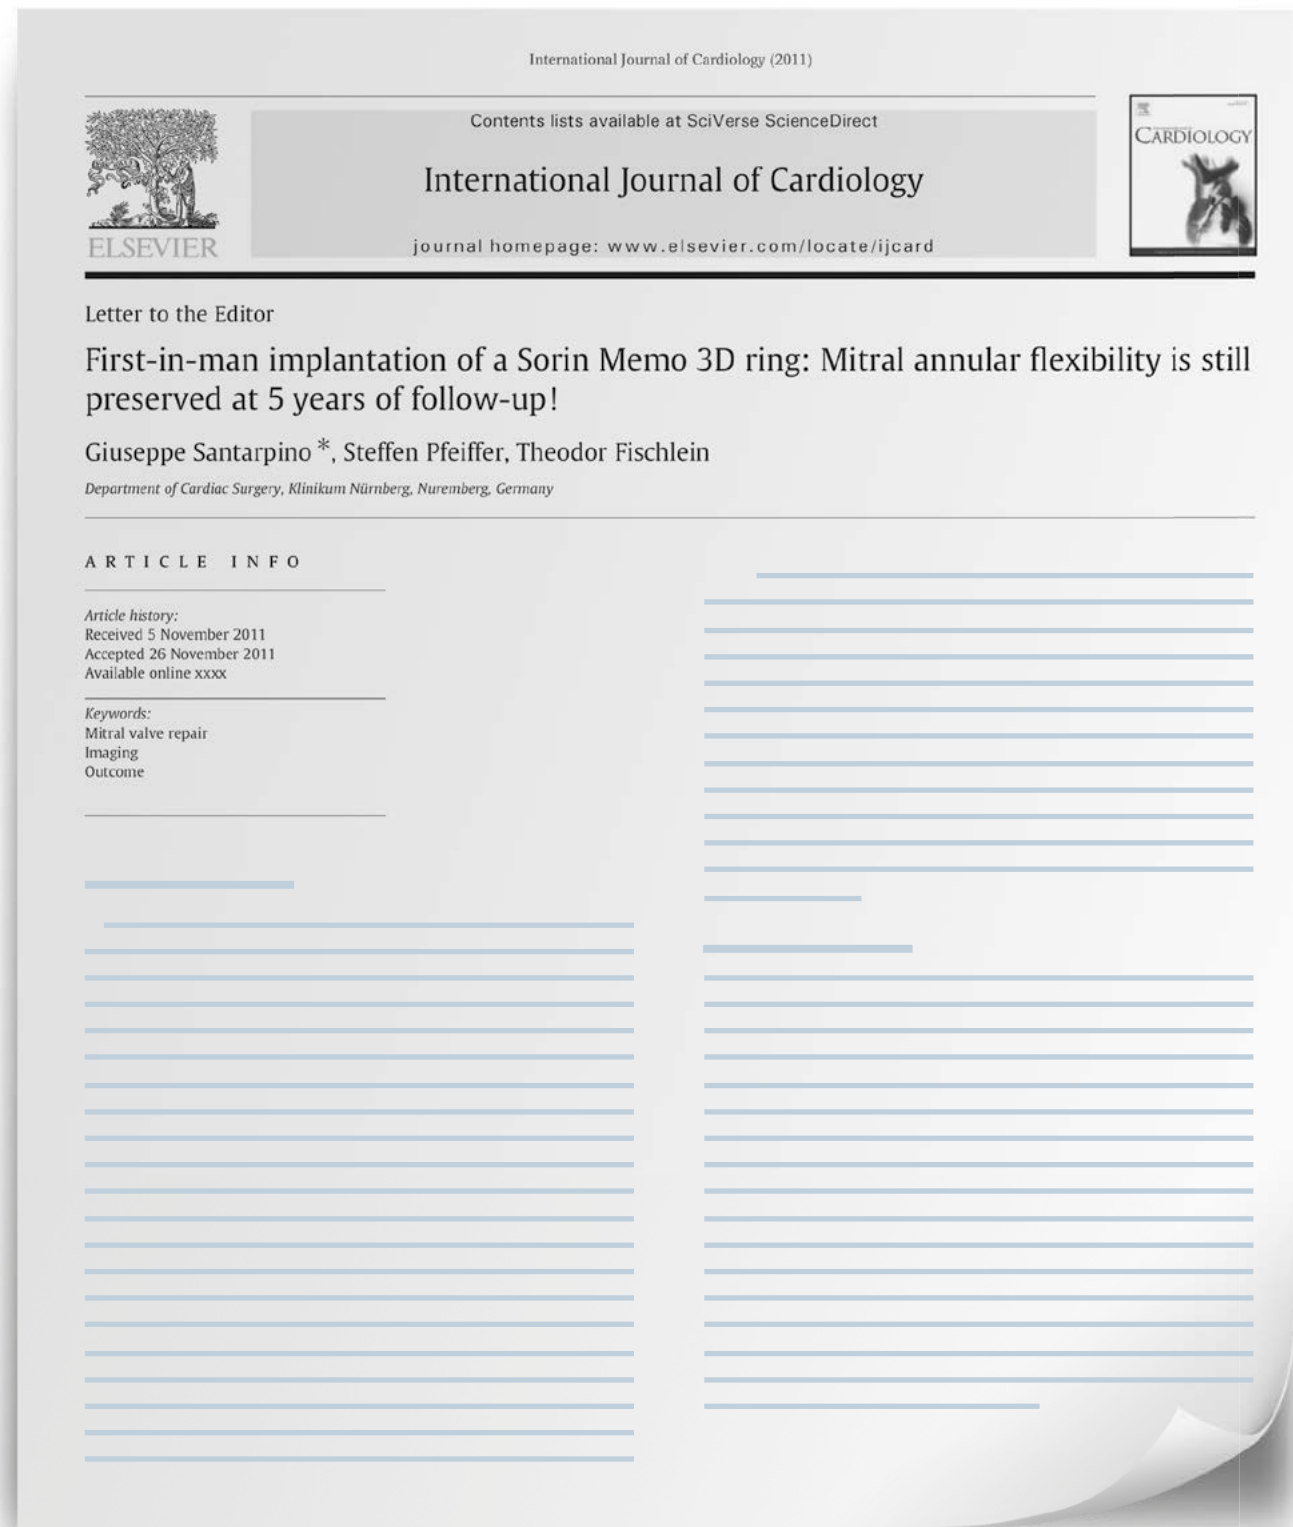 International Journal of Cardiology (2011)
Contents lists available at SciVerse ScienceDirect
International Journal of Cardiology
journal homepage: www.elsevier.com/locate/ijcard
ELSEVIER
CARDIOLOGY
Letter to the Editor
First-in-man implantation of a Sorin Memo 3D ring: Mitral annular flexibility is still
preserved at 5 years of follow-up!
Giuseppe Santarpino *, Steffen Pfeiffer, Theodor Fischlein
Department of Cardiac Surgery, Klinikum Nürnberg, Nuremberg, Germany
ARTICLE INFO
Article history:
Received 5 November 2011
Accepted 26 November 2011
Available online xxxx
Keywords:
Mitral valve repair
Imaging
Outcome